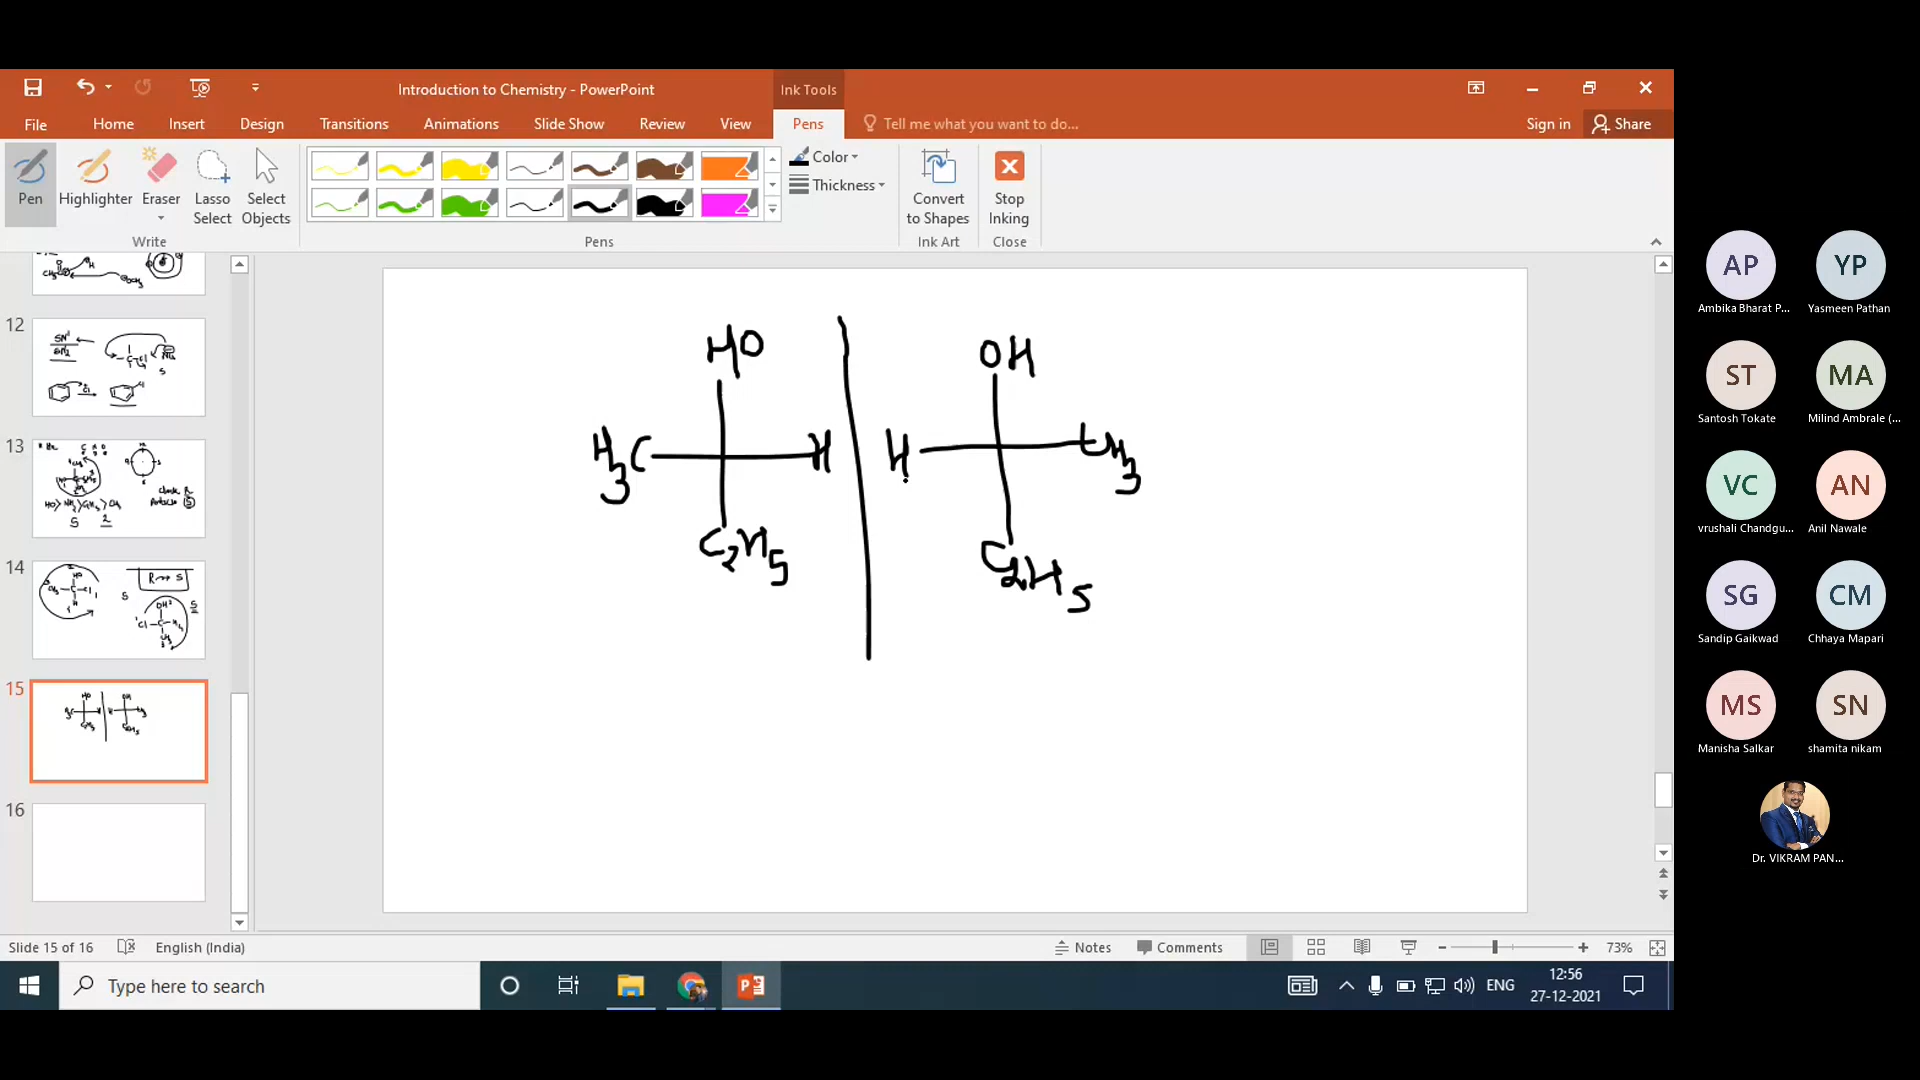 Introduction to Chemistry - PowerPoint
Ink Tools
File Home Insert Design Transitions Animations Slide Show Review View Pens Tell me what you want to do... Sign in Share
Pen Highlighter Eraser Lasso Select Select Objects
Write
Pens
Color
Thickness
Convert to Shapes
Ink Art
Stop Inking
Close
12
13
14
R S
15
16
HO
H3C H
C2H5
OH
H CH3
C2H5
Slide 15 of 16 English (India) Notes Comments 73%
Type here to search
ENG
12:56
27-12-2021
AP YP
Ambika Bharat P... Yasmeen Pathan
ST MA
Santosh Tokate Milind Ambrale (...
VC AN
vrushali Chandgu... Anil Nawale
SG CM
Sandip Gaikwad Chhaya Mapari
MS SN
Manisha Salkar shamita nikam
Dr. VIKRAM PAN...